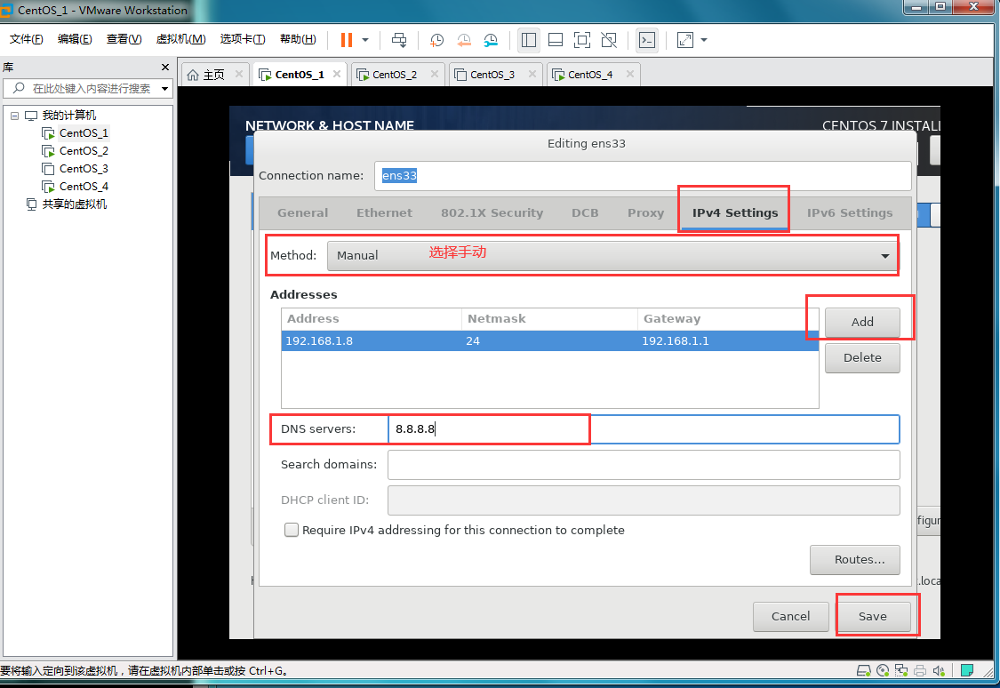 CentOS_1 - VMware Workstation
文件(F) 编辑(E) 查看(V) 虚拟机(M) 选项卡(T) 帮助(H)
库
在此处键入内容进行搜索
我的计算机
CentOS_1
CentOS_2
CentOS_3
CentOS_4
共享的虚拟机
主页 CentOS_1 CentOS_2 CentOS_3 CentOS_4
NETWORK & HOST NAME CENTOS 7 INSTALL
Editing ens33
Connection name: ens33
General Ethernet 802.1X Security DCB Proxy IPv4 Settings IPv6 Settings
Method: Manual 选择手动
Addresses
Address Netmask Gateway
192.168.1.8 24 192.168.1.1
Add
Delete
DNS servers: 8.8.8.8
Search domains:
DHCP client ID:
Require IPv4 addressing for this connection to complete
Routes...
Cancel Save
要将输入定向到该虚拟机，请在虚拟机内部单击或按 Ctrl+G。